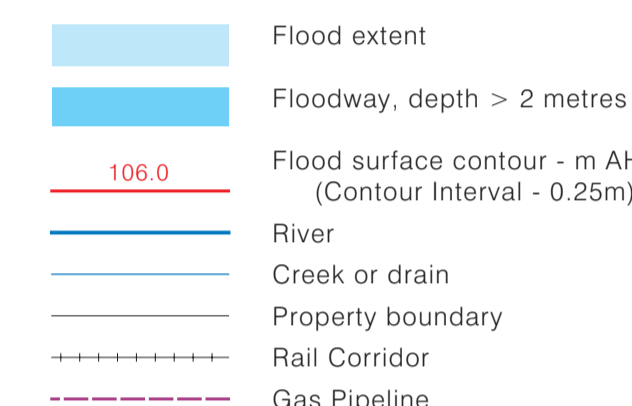 Flood extent
Floodway, depth > 2 metres
106.0
Flood surface contour - m
(Contour Interval - 0.25m)
River
Creek or drain
Property boundary
Rail Corridor
Gas Pipeline